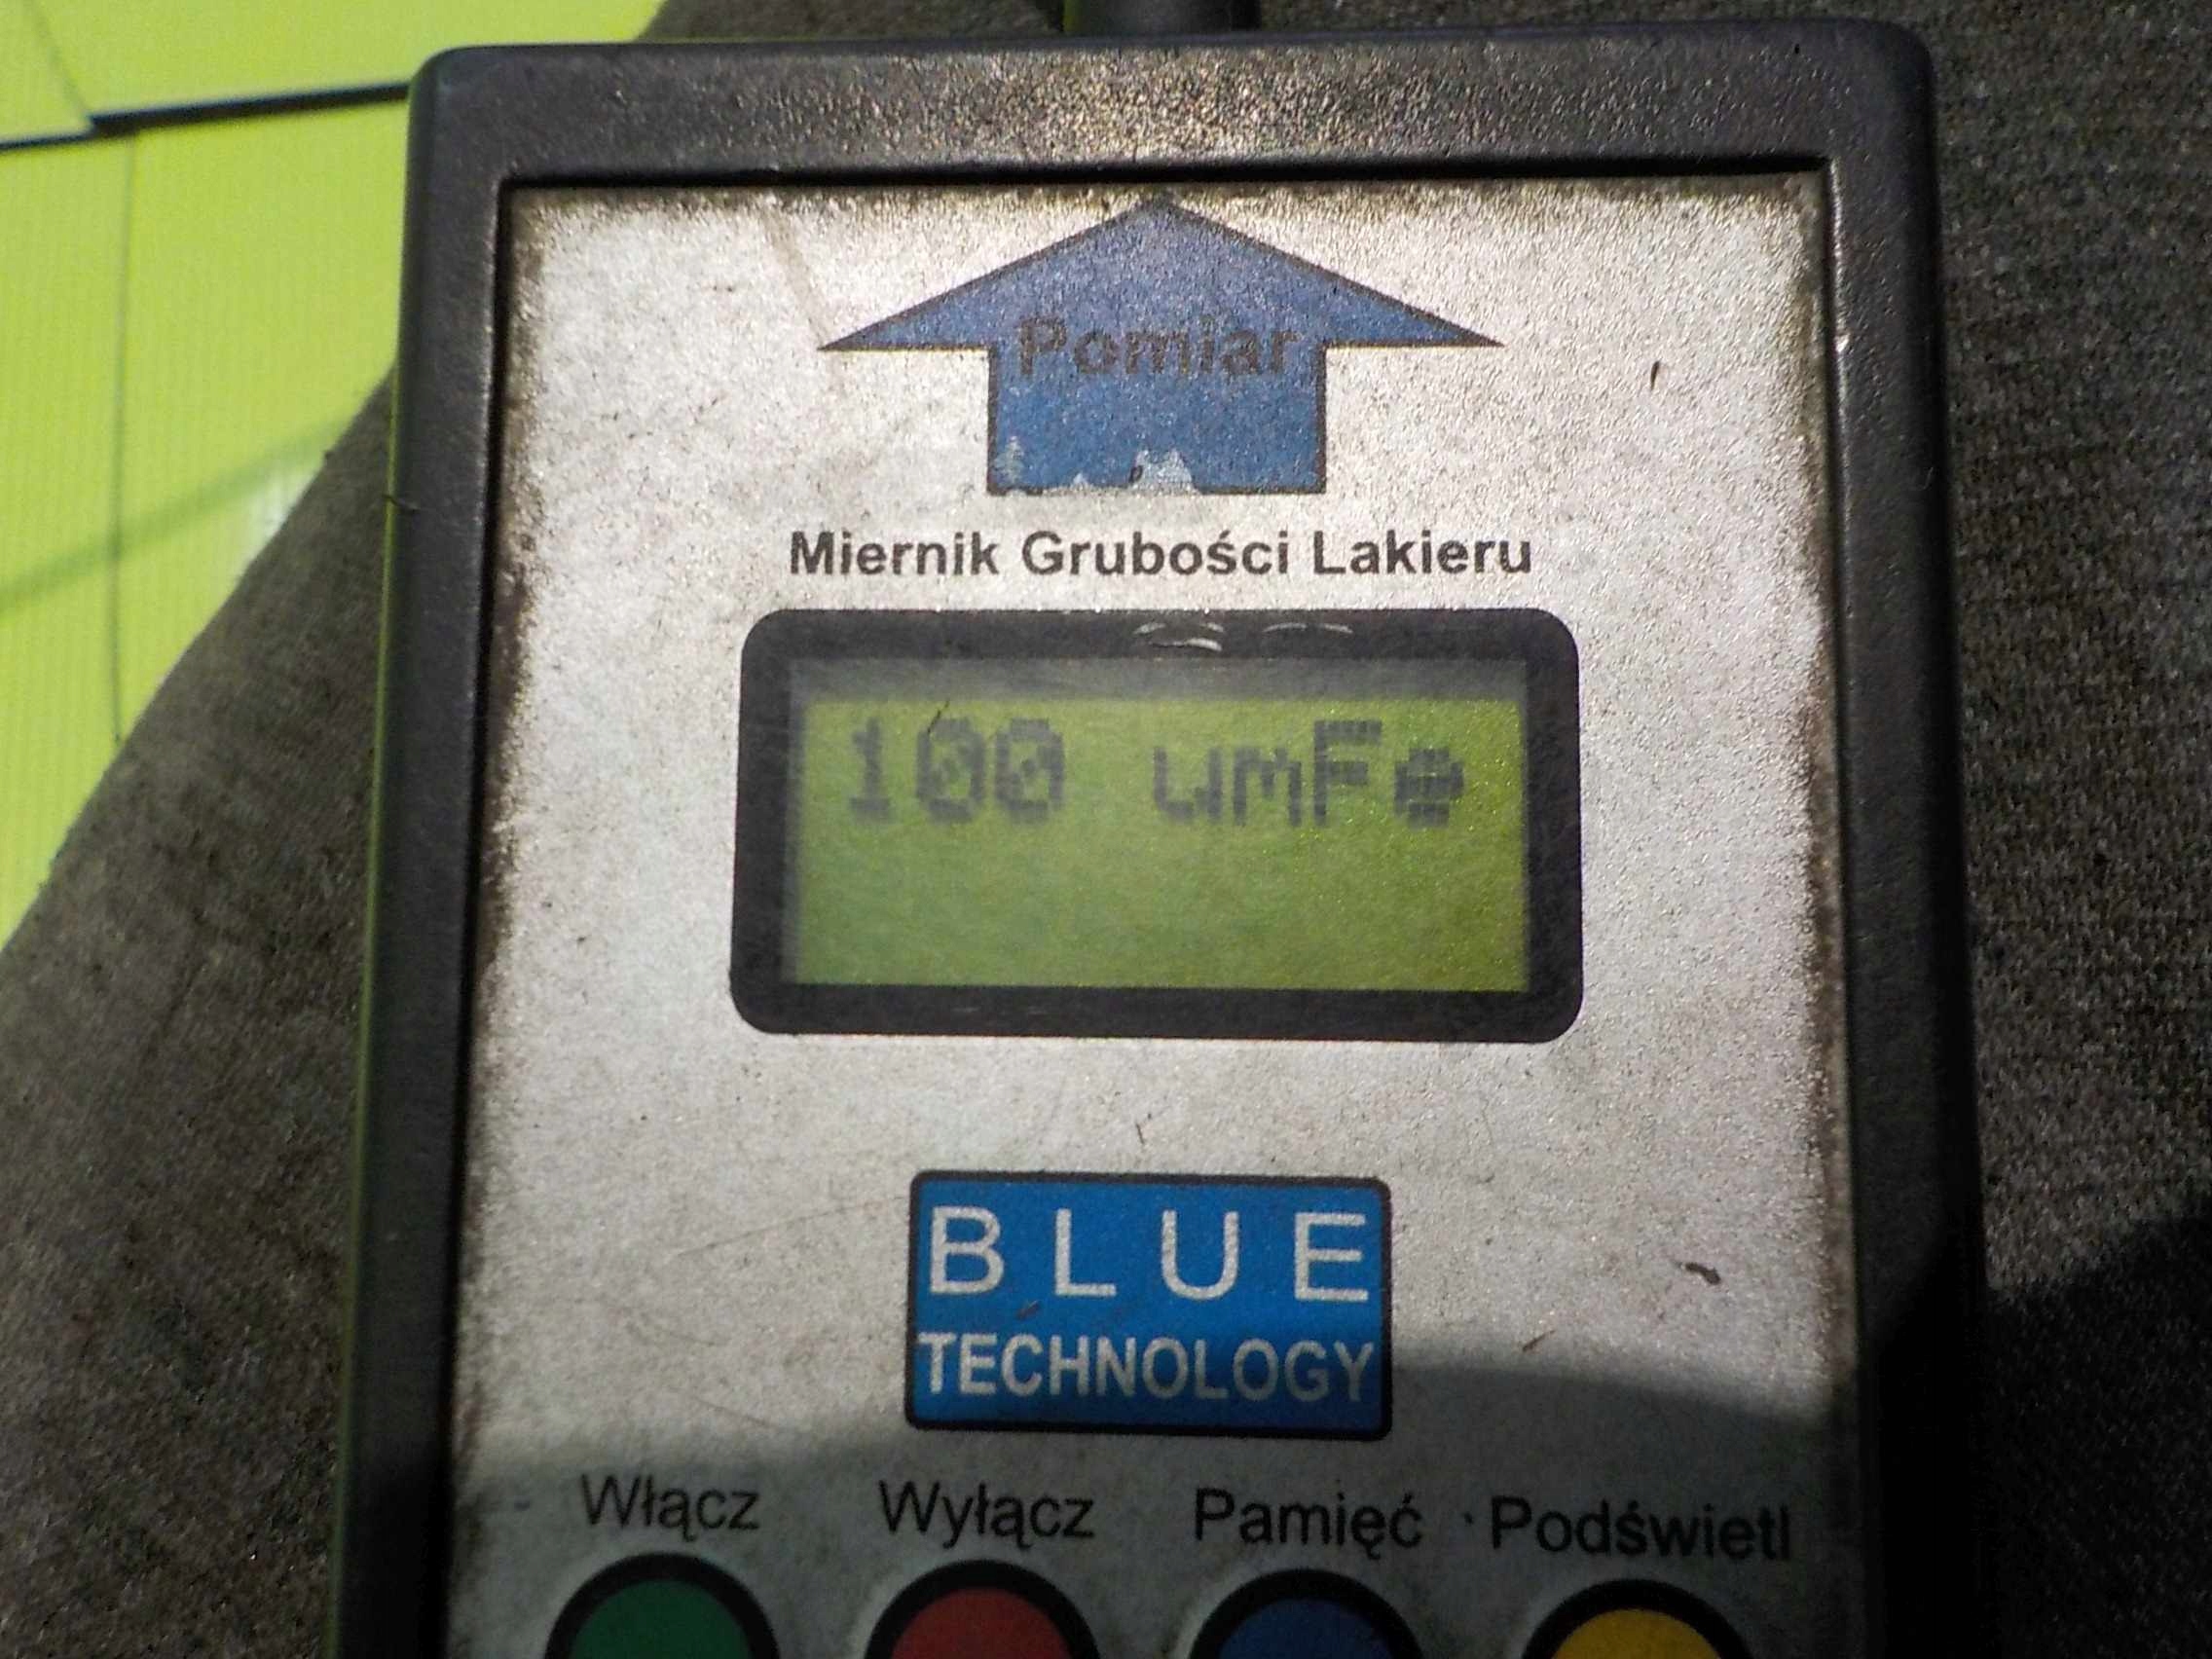 Pomiar
Miernik Grubości Lakieru
100 umFe
BLUE
TECHNOLOGY
Włącz Wyłącz Pamięć Podświetl